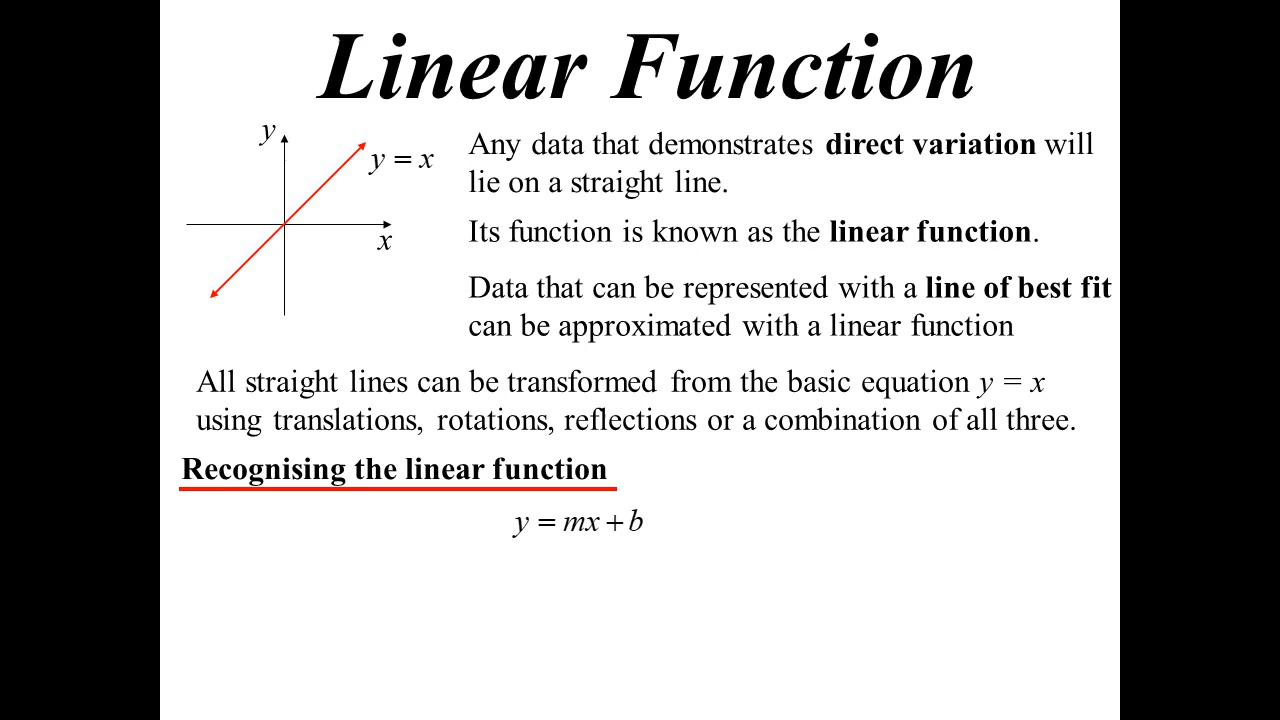 Linear Function
y
y = x
x
Any data that demonstrates direct variation will
lie on a straight line.
Its function is known as the linear function.
Data that can be represented with a line of best fit
can be approximated with a linear function
All straight lines can be transformed from the basic equation y = x
using translations, rotations, reflections or a combination of all three.
Recognising the linear function
y = mx + b